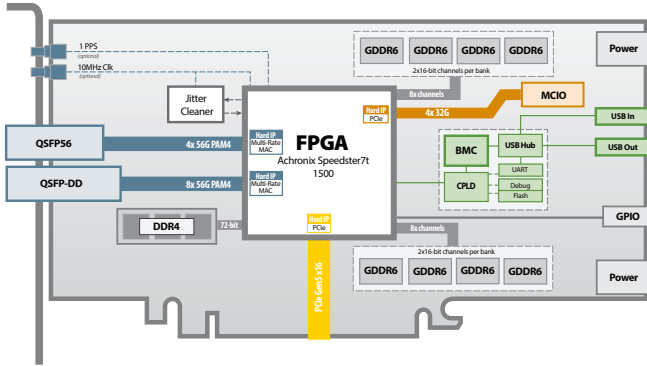 1 PPS
(optional)
10MHz Clk
(optional)
GDDR6
GDDR6
GDDR6
GDDR6
2x16-bit channels per bank
Power
Jitter
Cleaner
8x channels
MCIO
4x 32G
Hard IP
PCIe
USB In
QSFP56
4x 56G PAM4
Hard IP
Multi-Rate
MAC
FPGA
Achronix Speedster7t
1500
BMC
USB Hub
USB Out
UART
QSFP-DD
8x 56G PAM4
Hard IP
Multi-Rate
MAC
CPLD
Debug
Flash
DDR4
72-bit
Hard IP
PCIe
8x channels
GPIO
2x16-bit channels per bank
GDDR6
GDDR6
GDDR6
GDDR6
Power
PCIe Gen5 x16